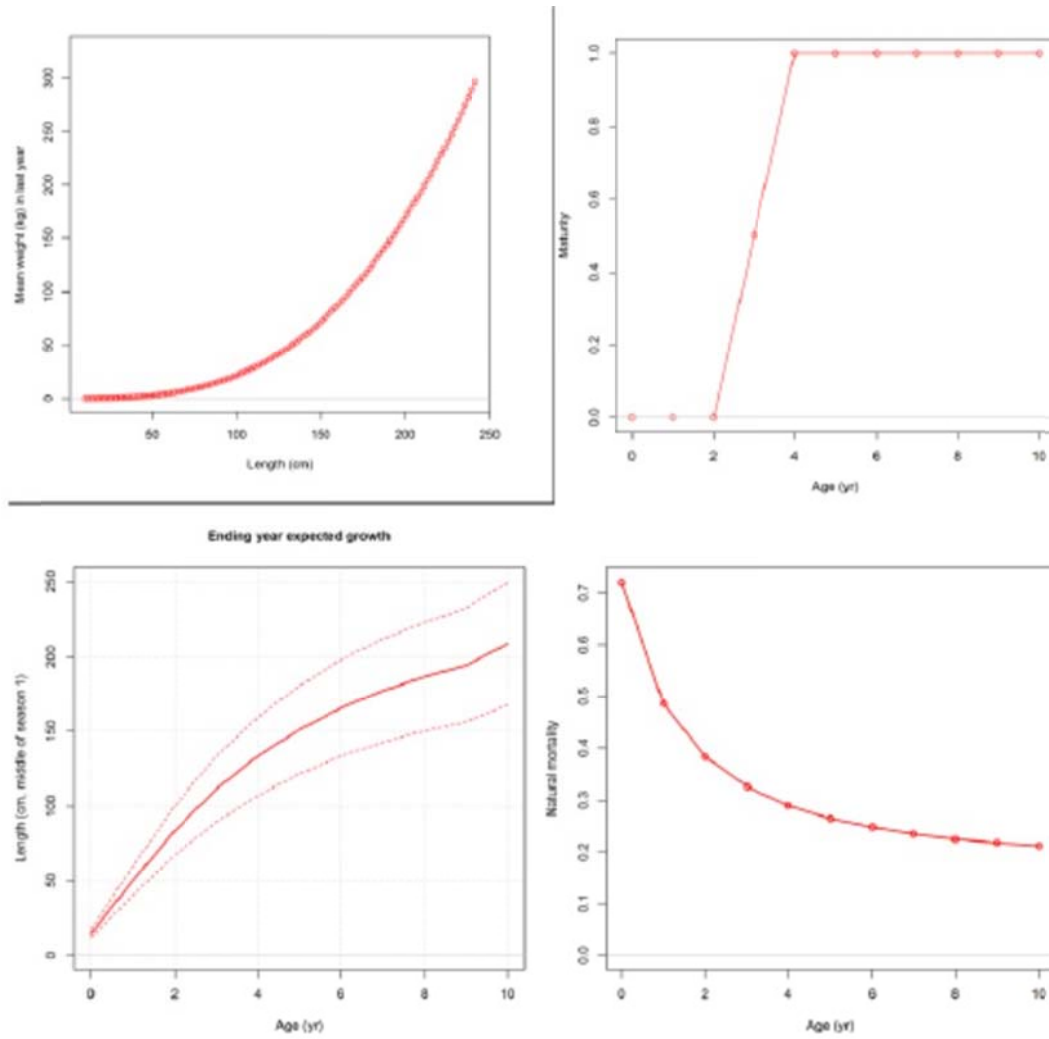 Mean weight (kg) in last year
0 50 100 150 200 250 300
50 100 150 200 250
Length (cm)
Maturity
0.0 0.2 0.4 0.6 0.8 1.0
0 2 4 6 8 10
Age (yr)
Ending year expected growth
Length (cm, middle of season 1)
0 50 100 150 200 250
0 2 4 6 8 10
Age (yr)
Natural mortality
0.0 0.1 0.2 0.3 0.4 0.5 0.6 0.7
0 2 4 6 8 10
Age (yr)